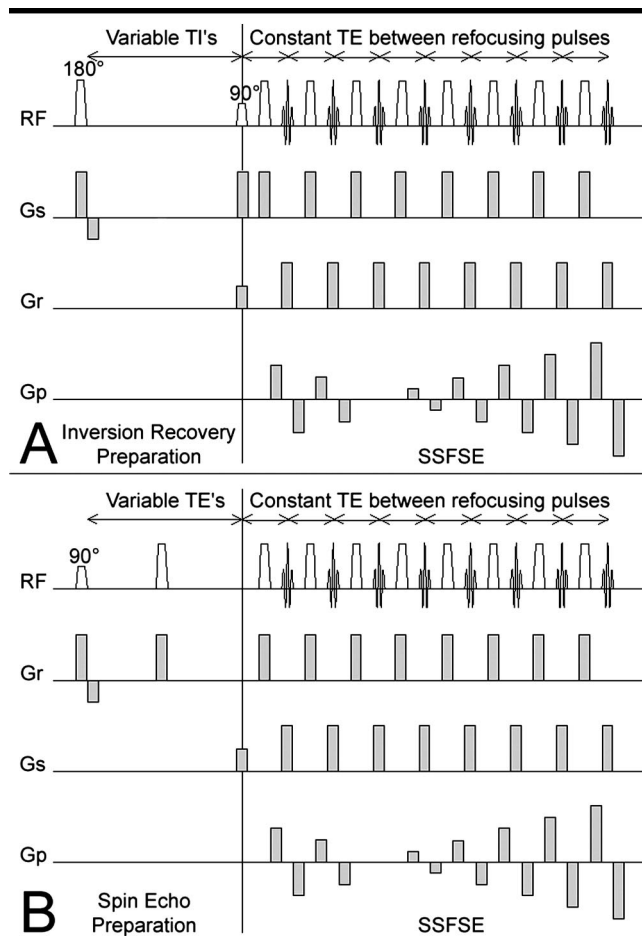 Variable TI's Constant TE between refocusing pulses
180°
90°
RF
Gs
Gr
Gp
A Inversion Recovery
Preparation
SSFSE
Variable TE's Constant TE between refocusing pulses
90°
RF
Gr
Gs
Gp
B Spin Echo
Preparation
SSFSE